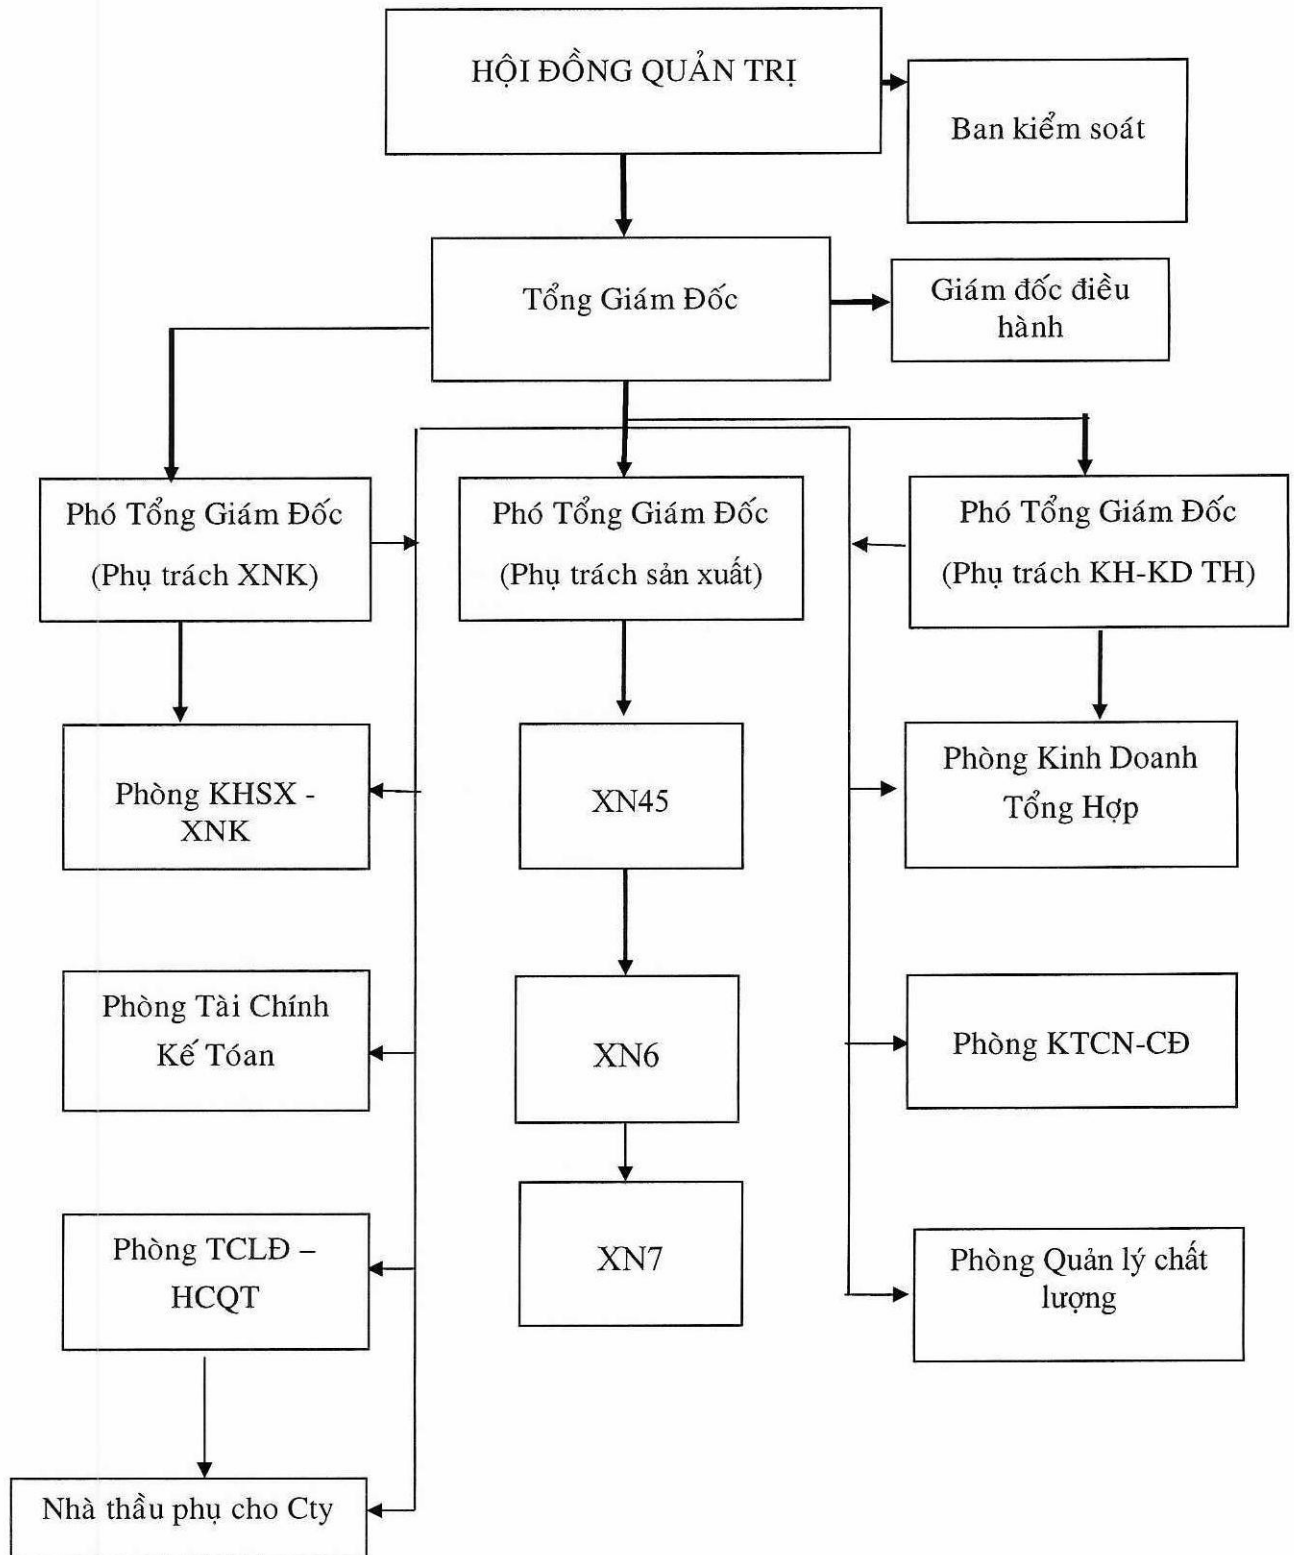 HỘI ĐỒNG QUẢN TRỊ
Ban kiểm soát
Tổng Giám Đốc
Giám đốc điều
hành
Phó Tổng Giám Đốc
(Phụ trách XNK)
Phó Tổng Giám Đốc
(Phụ trách sản xuất)
Phó Tổng Giám Đốc
(Phụ trách KH-KD TH)
Phòng KHSX -
XNK
XN45
Phòng Kinh Doanh
Tổng Hợp
Phòng Tài Chính
Kế Tóan
XN6
Phòng KTCN-CĐ
Phòng TCLĐ –
HCQT
XN7
Phòng Quản lý chất
lượng
Nhà thầu phụ cho Cty